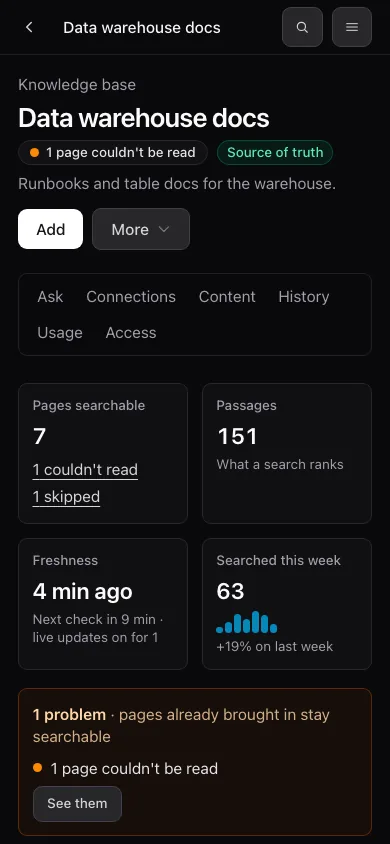 Data warehouse docs
Knowledge base
Data warehouse docs
1 page couldn't be read
Source of truth
Runbooks and table docs for the warehouse.
Add
More
Ask
Connections
Content
History
Usage
Access
Pages searchable
7
1 couldn't read
1 skipped
Passages
151
What a search ranks
Freshness
4 min ago
Next check in 9 min ·
live updates on for 1
Searched this week
63
+19% on last week
1 problem · pages already brought in stay
searchable
1 page couldn't be read
See them